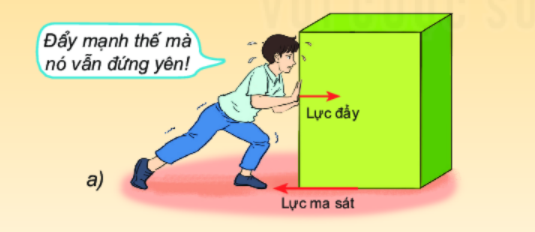 Đẩy mạnh thế mà
nó vẫn đứng yên!
Lực đẩy
a)
Lực ma sát